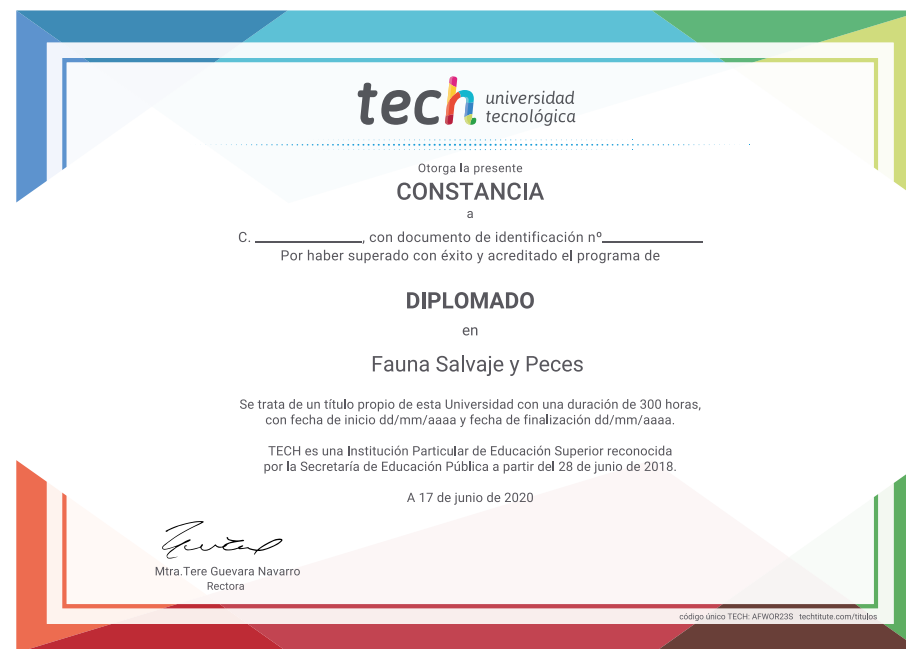 tech universidad
tecnológica
Otorga la presente
CONSTANCIA
a
C. ______________, con documento de identificación nº_____________
Por haber superado con éxito y acreditado el programa de
DIPLOMADO
en
Fauna Salvaje y Peces
Se trata de un título propio de esta Universidad con una duración de 300 horas,
con fecha de inicio dd/mm/aaaa y fecha de finalización dd/mm/aaaa.
TECH es una Institución Particular de Educación Superior reconocida
por la Secretaría de Educación Pública a partir del 28 de junio de 2018.
A 17 de junio de 2020
Mtra.Tere Guevara Navarro
Rectora
código único TECH: AFWOR23S techtitute.com/titulos